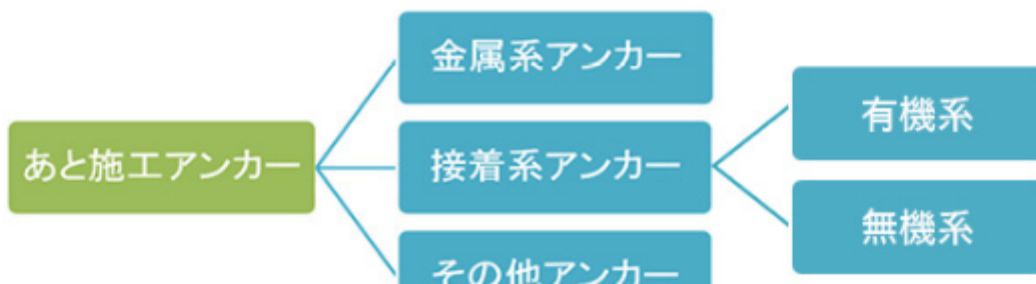 あと施工アンカー
金属系アンカー
接着系アンカー
その他アンカー
有機系
無機系